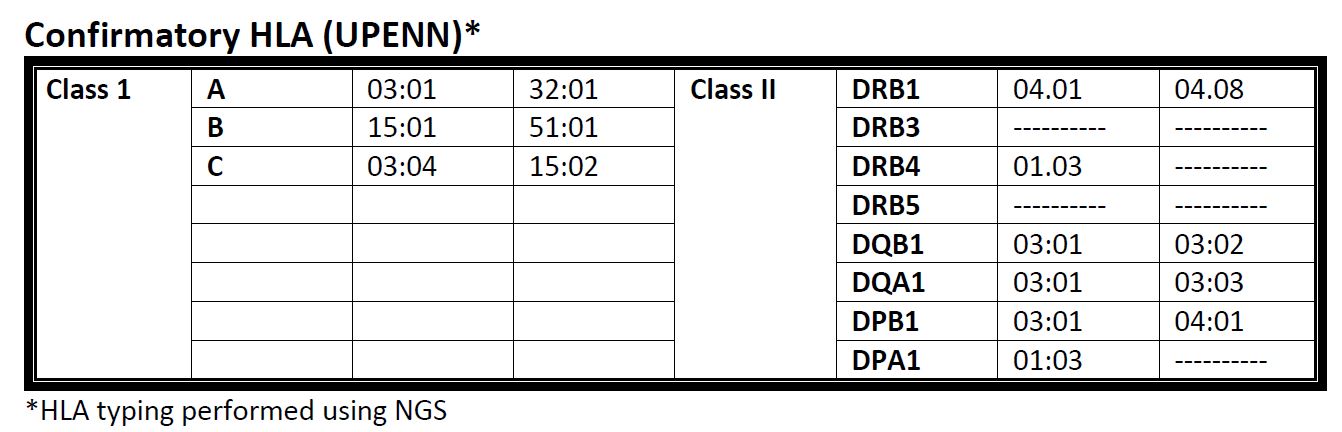 Confirmatory HLA (UPENN)*
Class 1 A 03:01 32:01 Class II DRB1 04.01 04.08
B 15:01 51:01 DRB3 ---------- ----------
C 03:04 15:02 DRB4 01.03 ----------
DRB5 ---------- ----------
DQB1 03:01 03:02
DQA1 03:01 03:03
DPB1 03:01 04:01
DPA1 01:03 ----------
*HLA typing performed using NGS